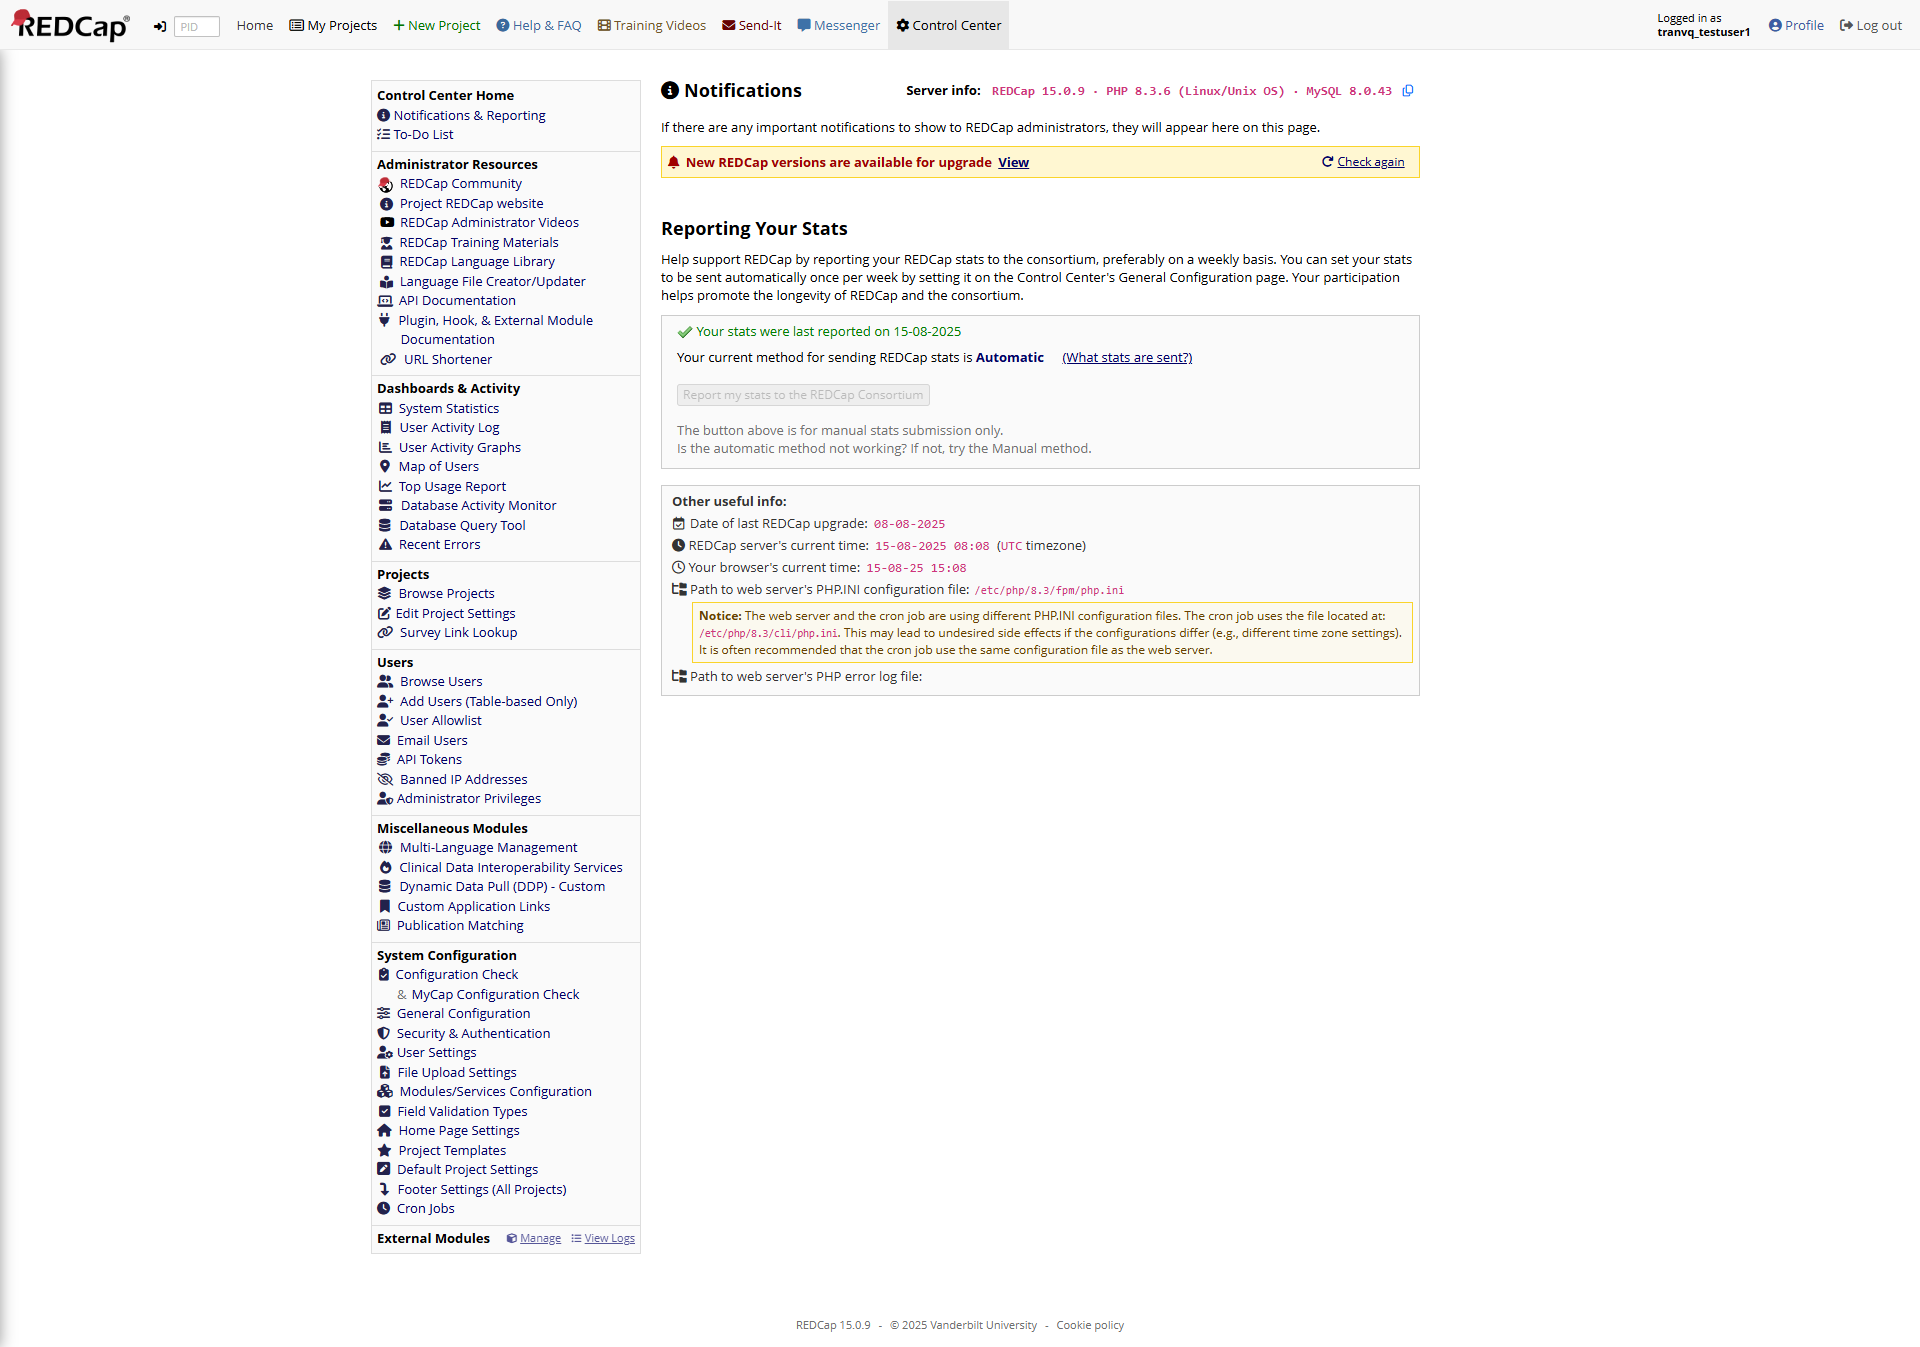 REDCap®
PID
Home
My Projects
New Project
Help & FAQ
Training Videos
Send-It
Messenger
Control Center
Logged in as
tranvq_testuser1
Profile
Log out
Control Center Home
Notifications & Reporting
To-Do List
Administrator Resources
REDCap Community
Project REDCap website
REDCap Administrator Videos
REDCap Training Materials
REDCap Language Library
Language File Creator/Updater
API Documentation
Plugin, Hook, & External Module
Documentation
URL Shortener
Dashboards & Activity
System Statistics
User Activity Log
User Activity Graphs
Map of Users
Top Usage Report
Database Activity Monitor
Database Query Tool
Recent Errors
Projects
Browse Projects
Edit Project Settings
Survey Link Lookup
Users
Browse Users
Add Users (Table-based Only)
User Allowlist
Email Users
API Tokens
Banned IP Addresses
Administrator Privileges
Miscellaneous Modules
Multi-Language Management
Clinical Data Interoperability Services
Dynamic Data Pull (DDP) - Custom
Custom Application Links
Publication Matching
System Configuration
Configuration Check
& MyCap Configuration Check
General Configuration
Security & Authentication
User Settings
File Upload Settings
Modules/Services Configuration
Field Validation Types
Home Page Settings
Project Templates
Default Project Settings
Footer Settings (All Projects)
Cron Jobs
External Modules Manage View Logs
Notifications
Server info: REDCap 15.0.9 · PHP 8.3.6 (Linux/Unix OS) · MySQL 8.0.43
If there are any important notifications to show to REDCap administrators, they will appear here on this page.
New REDCap versions are available for upgrade View
Check again
Reporting Your Stats
Help support REDCap by reporting your REDCap stats to the consortium, preferably on a weekly basis. You can set your stats
to be sent automatically once per week by setting it on the Control Center's General Configuration page. Your participation
helps promote the longevity of REDCap and the consortium.
Your stats were last reported on 15-08-2025
Your current method for sending REDCap stats is Automatic (What stats are sent?)
Report my stats to the REDCap Consortium
The button above is for manual stats submission only.
Is the automatic method not working? If not, try the Manual method.
Other useful info:
Date of last REDCap upgrade: 08-08-2025
REDCap server's current time: 15-08-2025 08:08 (UTC timezone)
Your browser's current time: 15-08-25 15:08
Path to web server's PHP.INI configuration file: /etc/php/8.3/fpm/php.ini
Notice: The web server and the cron job are using different PHP.INI configuration files. The cron job uses the file located at:
/etc/php/8.3/cli/php.ini. This may lead to undesired side effects if the configurations differ (e.g., different time zone settings).
It is often recommended that the cron job use the same configuration file as the web server.
Path to web server's PHP error log file:
REDCap 15.0.9 - © 2025 Vanderbilt University - Cookie policy